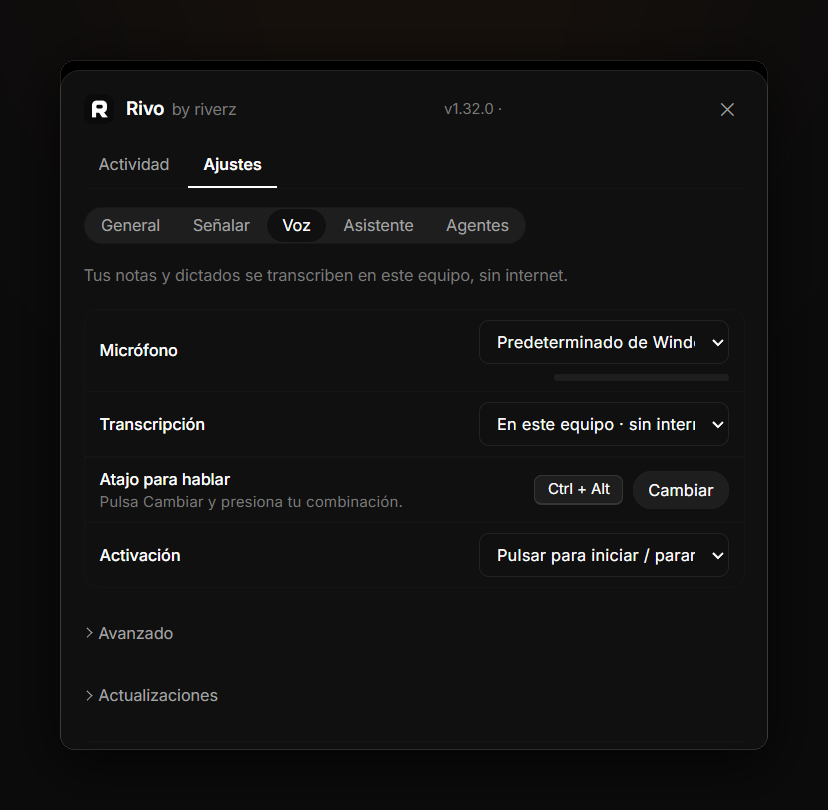 R Rivo by riverz v1.32.0 ·
Actividad Ajustes
General Señalar Voz Asistente Agentes
Tus notas y dictados se transcriben en este equipo, sin internet.
Micrófono Predeterminado de Wind
Transcripción En este equipo · sin inter
Atajo para hablar Ctrl + Alt Cambiar
Pulsa Cambiar y presiona tu combinación.
Activación Pulsar para iniciar / parar
Avanzado
Actualizaciones